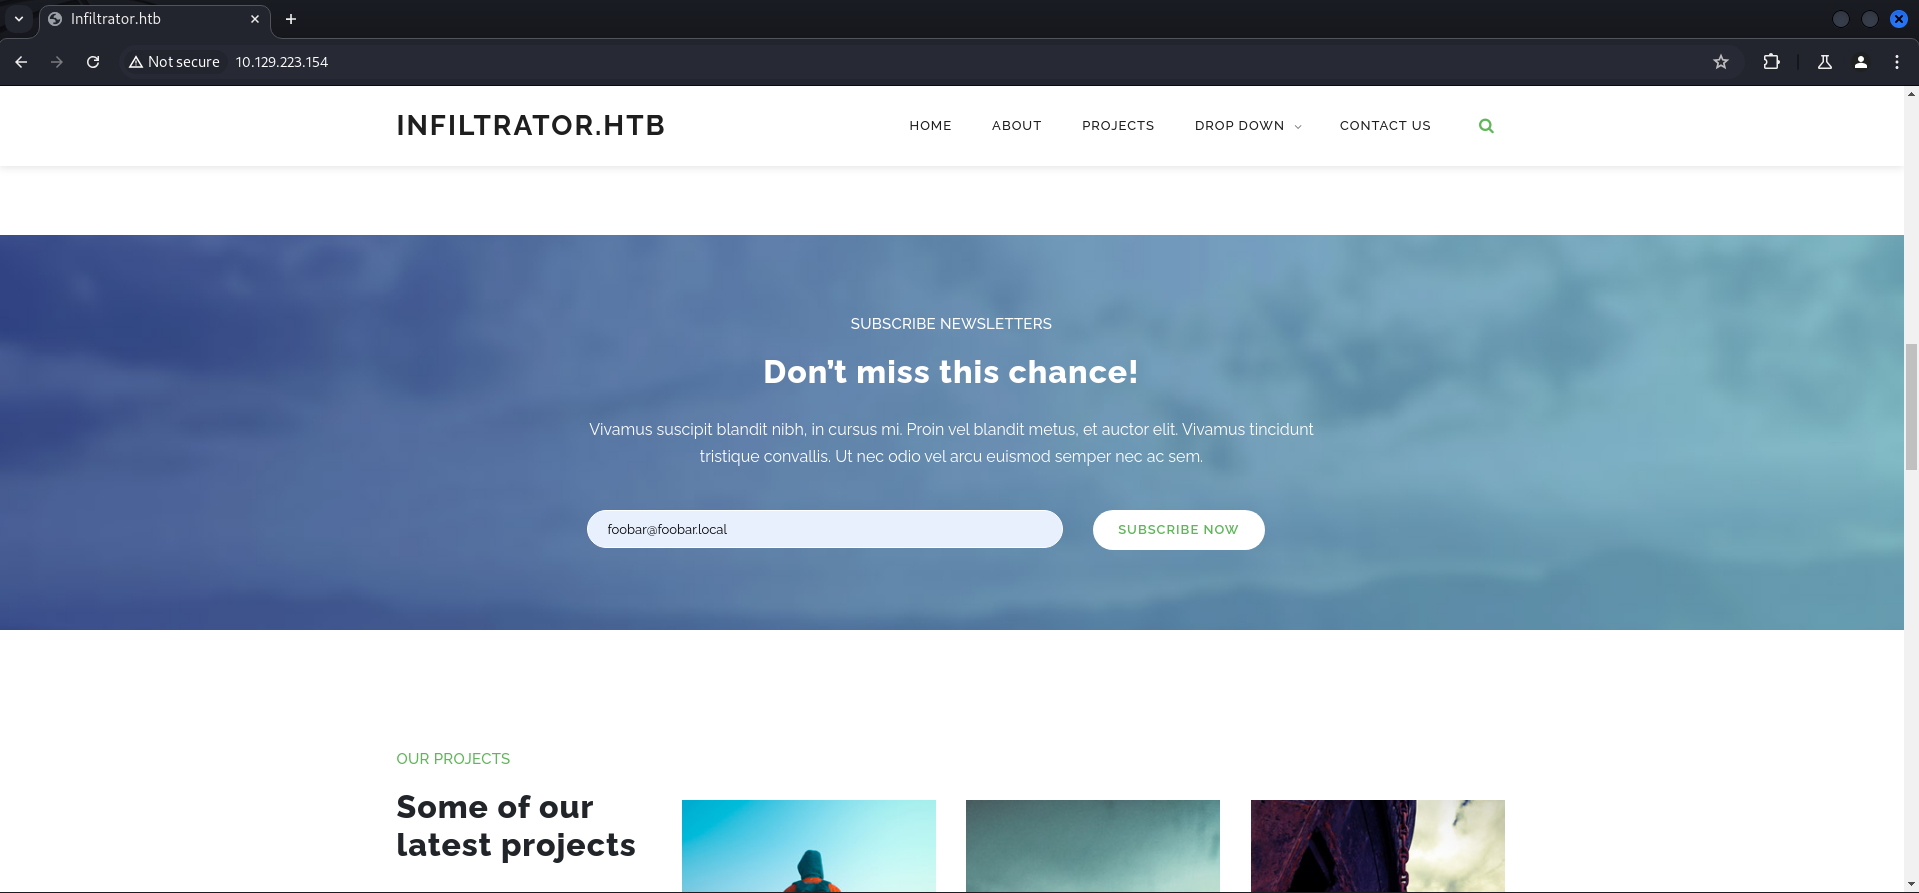 Infiltrator.htb
Not secure 10.129.223.154
INFILTRATOR.HTB
HOME ABOUT PROJECTS DROP DOWN CONTACT US
SUBSCRIBE NEWSLETTERS
Don’t miss this chance!
Vivamus suscipit blandit nibh, in cursus mi. Proin vel blandit metus, et auctor elit. Vivamus tincidunt
tristique convallis. Ut nec odio vel arcu euismod semper nec ac sem.
foobar@foobar.local SUBSCRIBE NOW
OUR PROJECTS
Some of our
latest projects